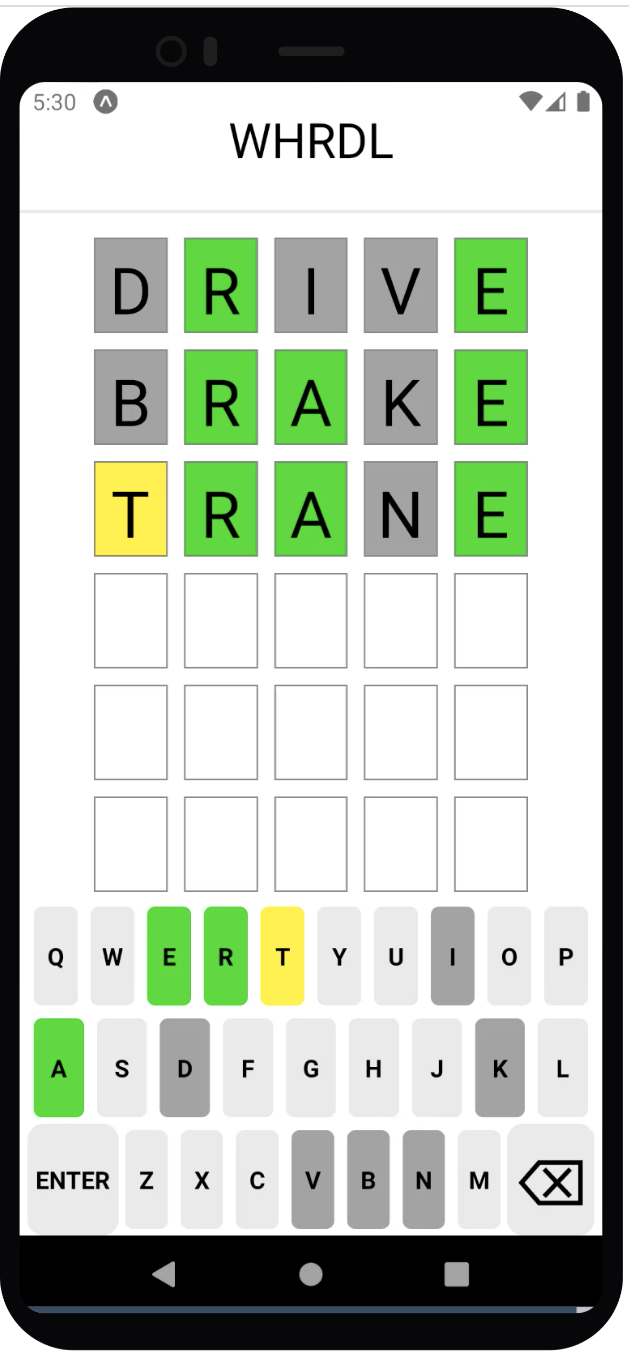 5:30
WHRDL
D R I V E
B R A K E
T R A N E
Q W E R T Y U I O P
A S D F G H J K L
ENTER Z X C V B N M